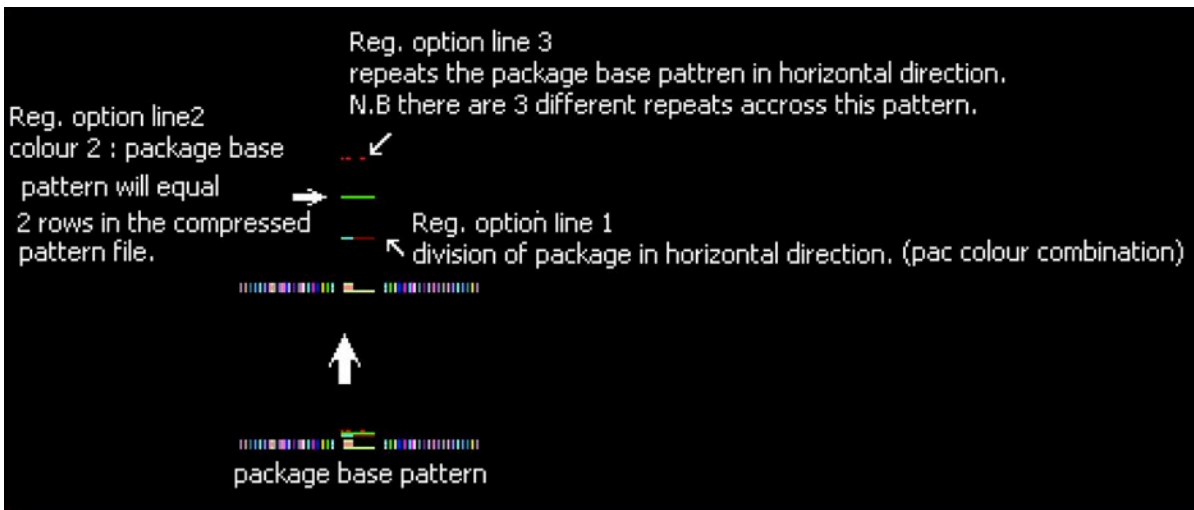 Reg. option line 3
repeats the package base pattren in horizontal direction.
N.B there are 3 different repeats accross this pattern.
Reg. option line2
colour 2 : package base
pattern will equal
2 rows in the compressed
pattern file.
Reg. option line 1
division of package in horizontal direction. (pac colour combination)
package base pattern